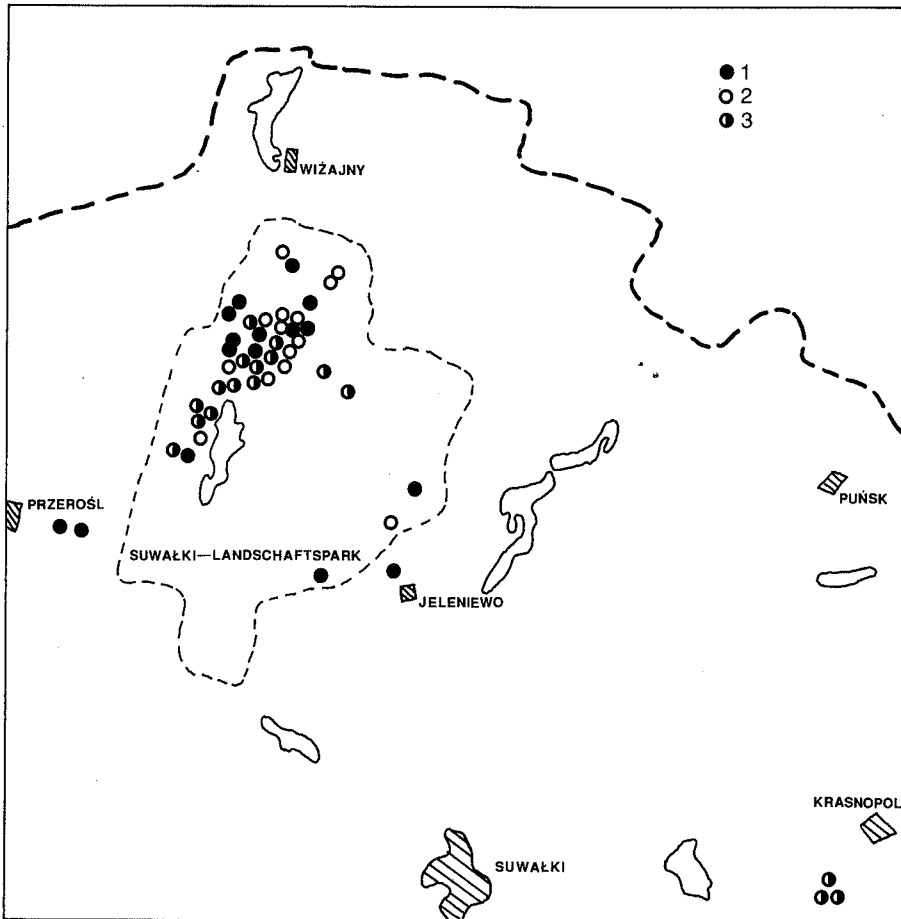 1
2
3
WIŻAJNY
PRZEROŚL
PUŃSK
SUWAŁKI—LANDSCHAFTSPARK
JELENIEWO
KRASNOPOL
SUWAŁKI